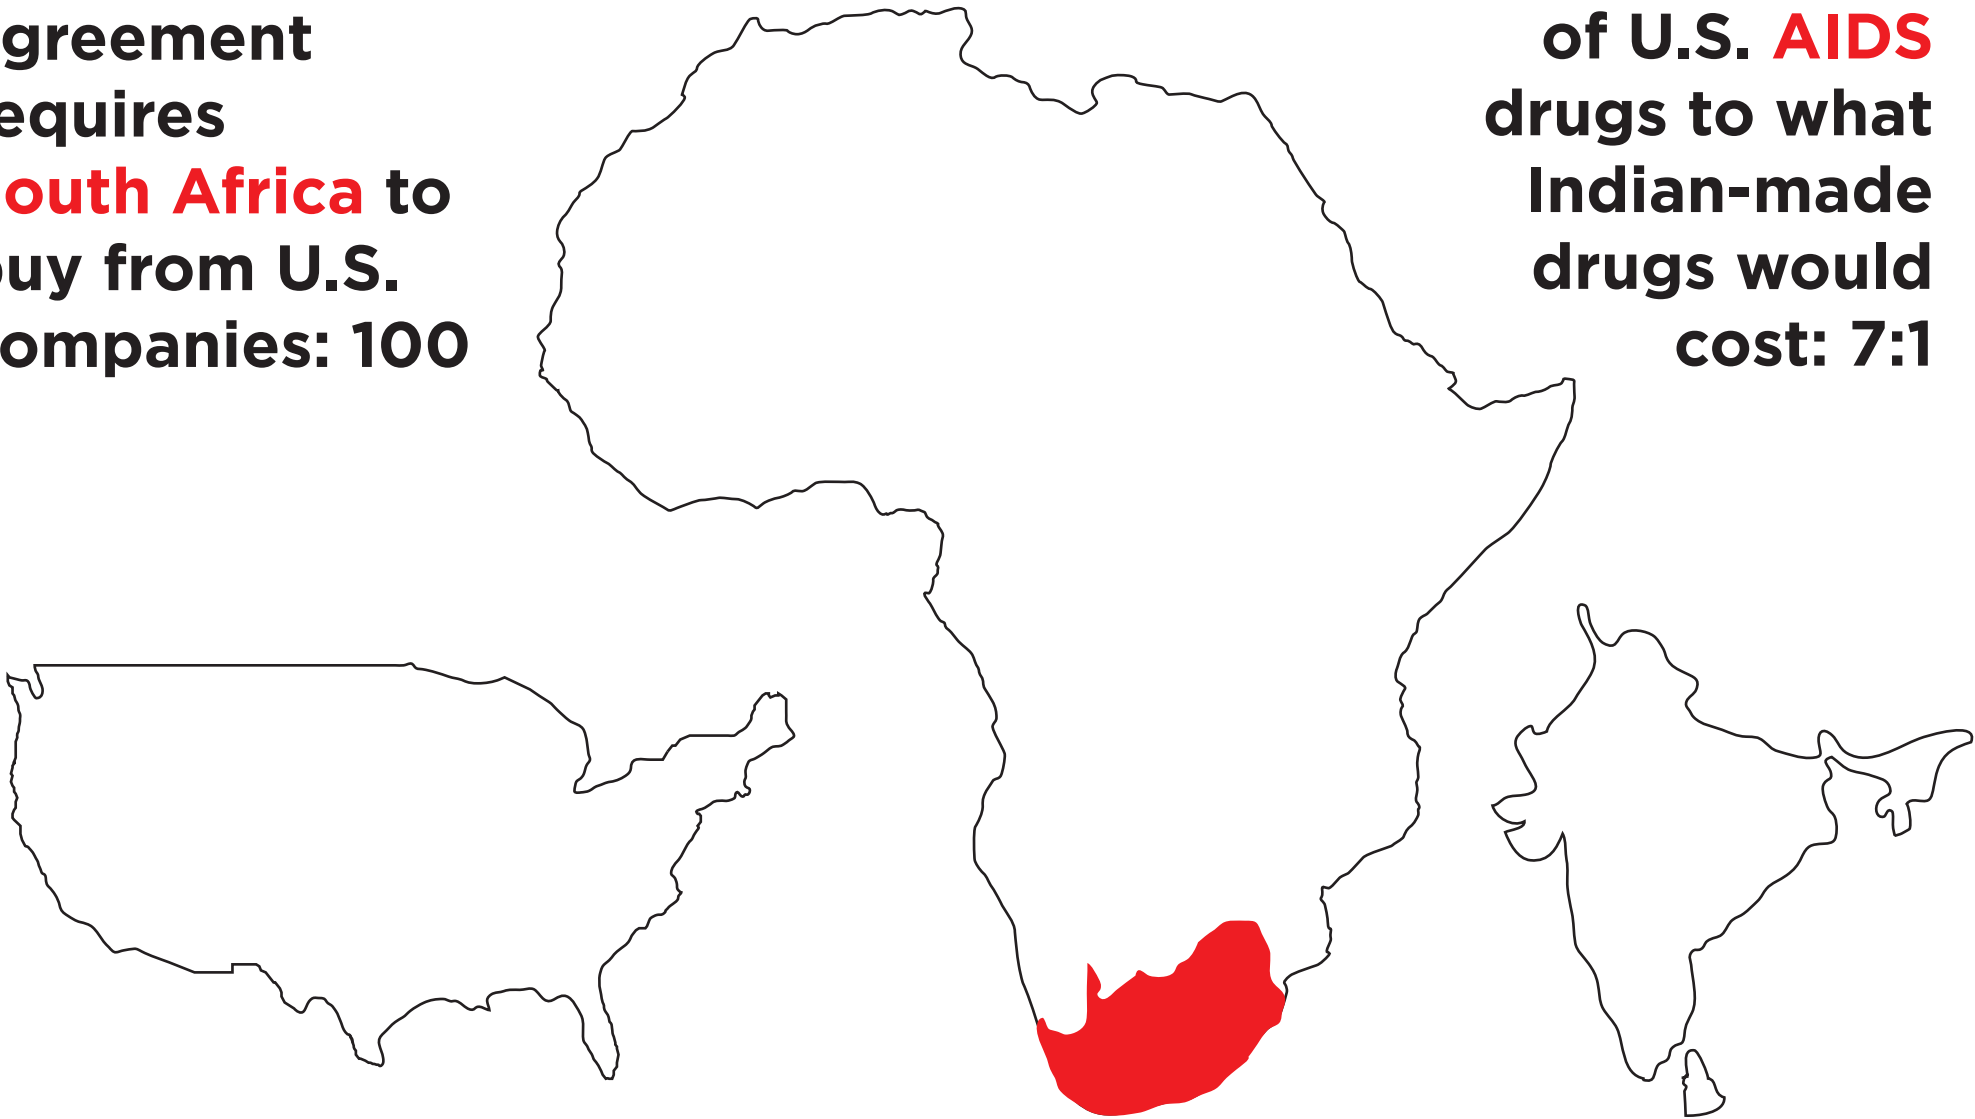 greement
equires
outh Africa to
buy from U.S.
ompanies: 100
of U.S. AIDS
drugs to what
Indian-made
drugs would
cost: 7:1